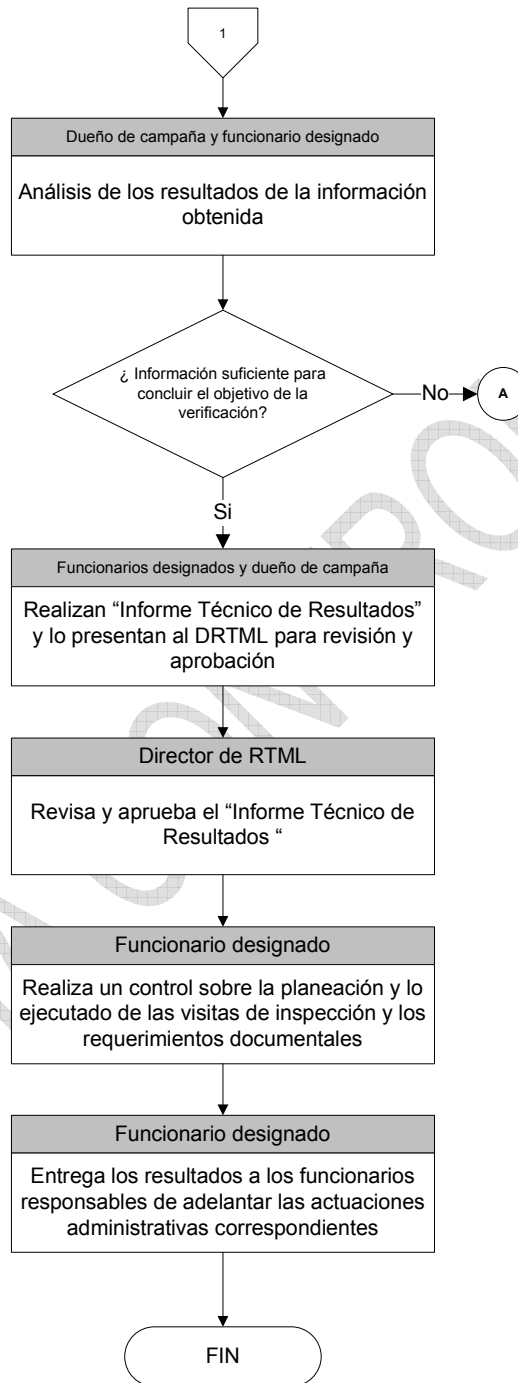 1
Dueño de campaña y funcionario designado
Análisis de los resultados de la información
obtenida
¿ Información suficiente para
concluir el objetivo de la
verificación?
No
A
Si
Funcionarios designados y dueño de campaña
Realizan “Informe Técnico de Resultados”
y lo presentan al DRTML para revisión y
aprobación
Director de RTML
Revisa y aprueba el “Informe Técnico de
Resultados “
Funcionario designado
Realiza un control sobre la planeación y lo
ejecutado de las visitas de inspección y los
requerimientos documentales
Funcionario designado
Entrega los resultados a los funcionarios
responsables de adelantar las actuaciones
administrativas correspondientes
FIN